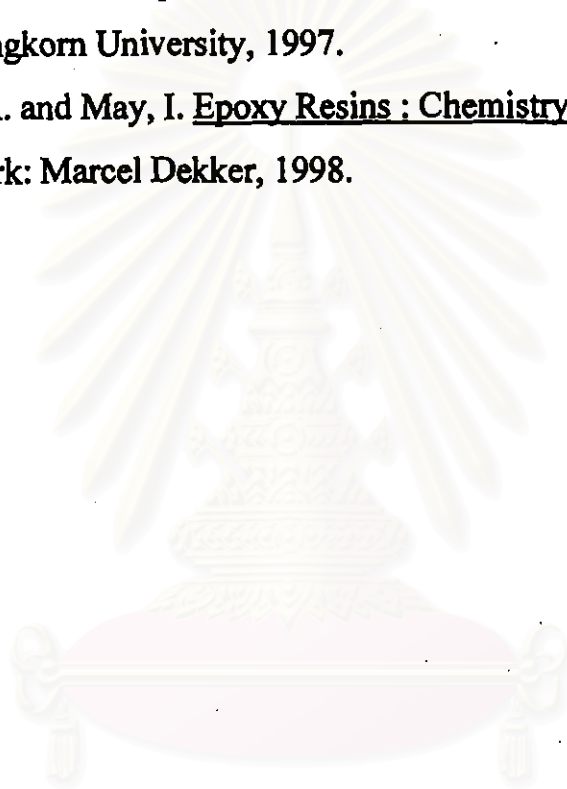 ngkorn University, 1997.
. and May, I. Epoxy Resins : Chemistry
rk: Marcel Dekker, 1998.